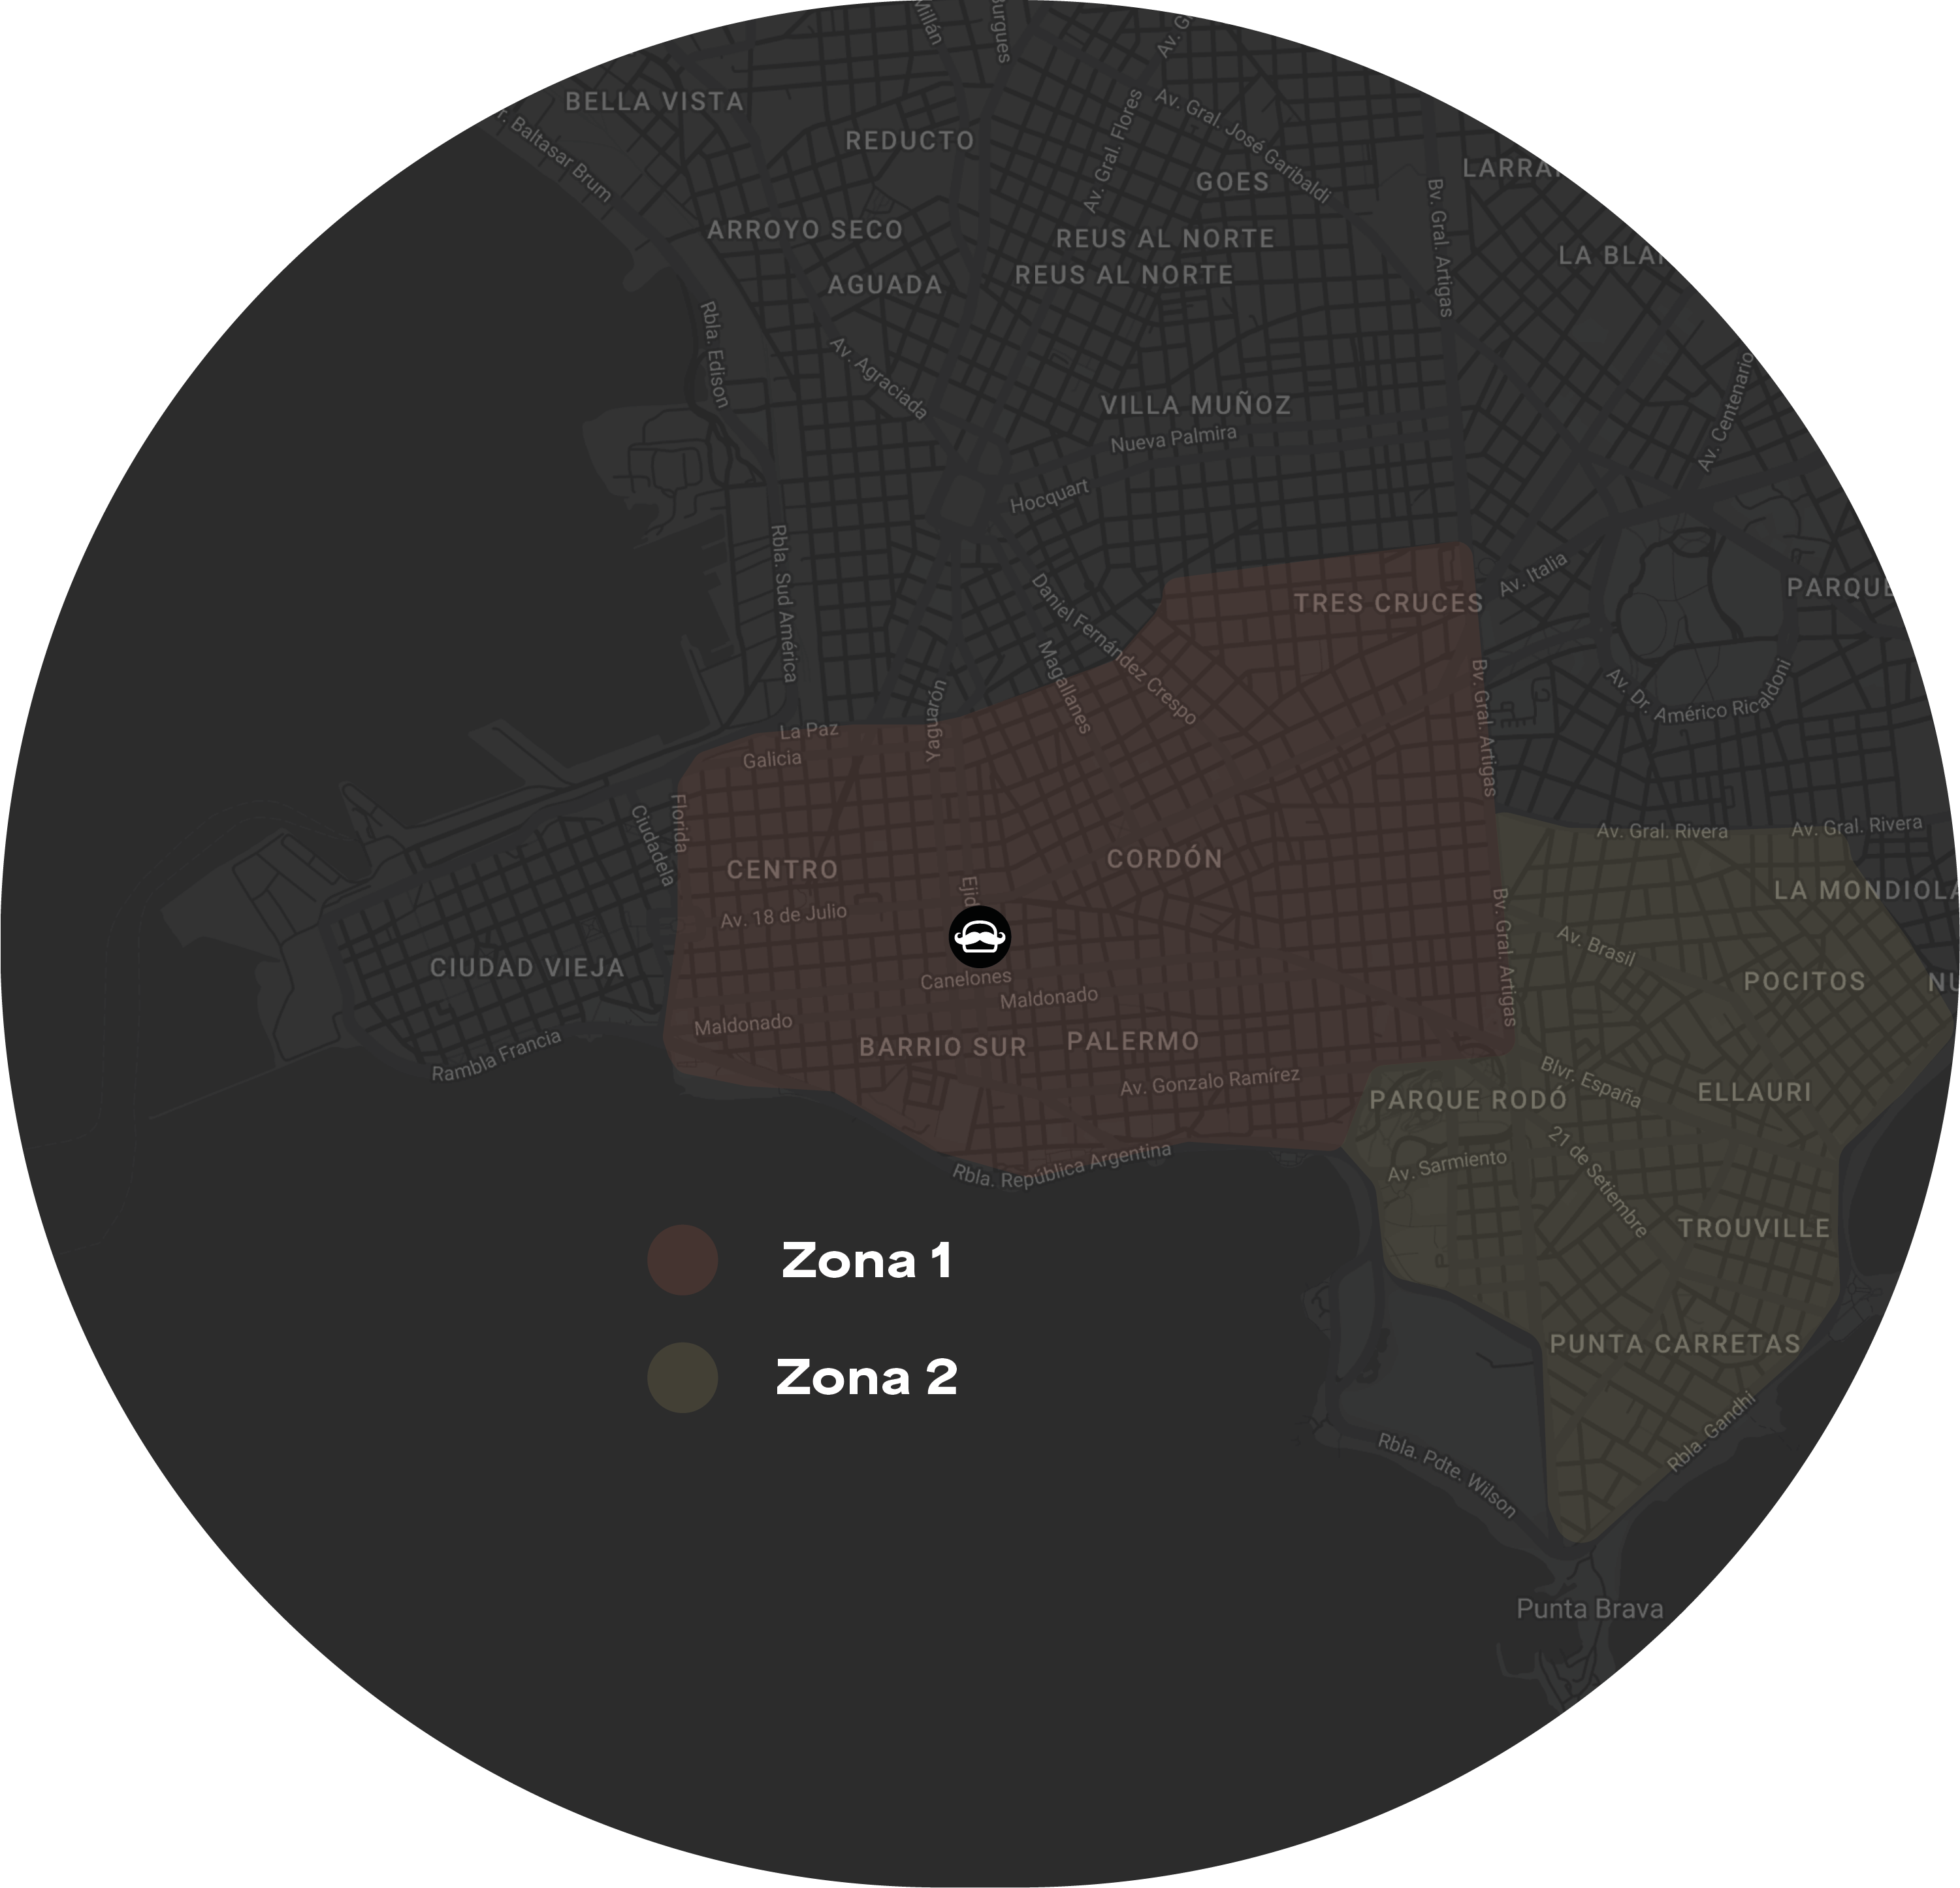 Millán
Burgues
Av. G
BELLA VISTA
r. Baltasar Brum
REDUCTO
Av. Gral. Flores
Av. Gral. José Garibaldi
GOES
LARRA
Bv. Gral. Artigas
ARROYO SECO
REUS AL NORTE
LA BLA
AGUADA
REUS AL NORTE
Rbla. Edison
Av. Agraciada
VILLA MUÑOZ
Nueva Palmira
Av. Centenario
Hocquart
Rbla. Sud América
Av. Italia
PARQUE
TRES CRUCES
Daniel Fernández Crespo
Magallanes
Yaguarón
Bv. Gral. Artigas
Av. Dr. Américo Ricaldoni
La Paz
Galicia
Florida
Ciudadela
Av. Gral. Rivera
Av. Gral. Rivera
CENTRO
CORDÓN
Ejid
LA MONDIOLA
Av. 18 de Julio
Bv. Gral. Artigas
Av. Brasil
CIUDAD VIEJA
Canelones
POCITOS
NU
Maldonado
Maldonado
Rambla Francia
BARRIO SUR
PALERMO
Av. Gonzalo Ramírez
Blvr. España
PARQUE RODÓ
ELLAURI
21 de Setiembre
Av. Sarmiento
Rbla. República Argentina
TROUVILLE
Zona 1
PUNTA CARRETAS
Zona 2
Rbla. Gandhi
Rbla. Pdte. Wilson
Punta Brava